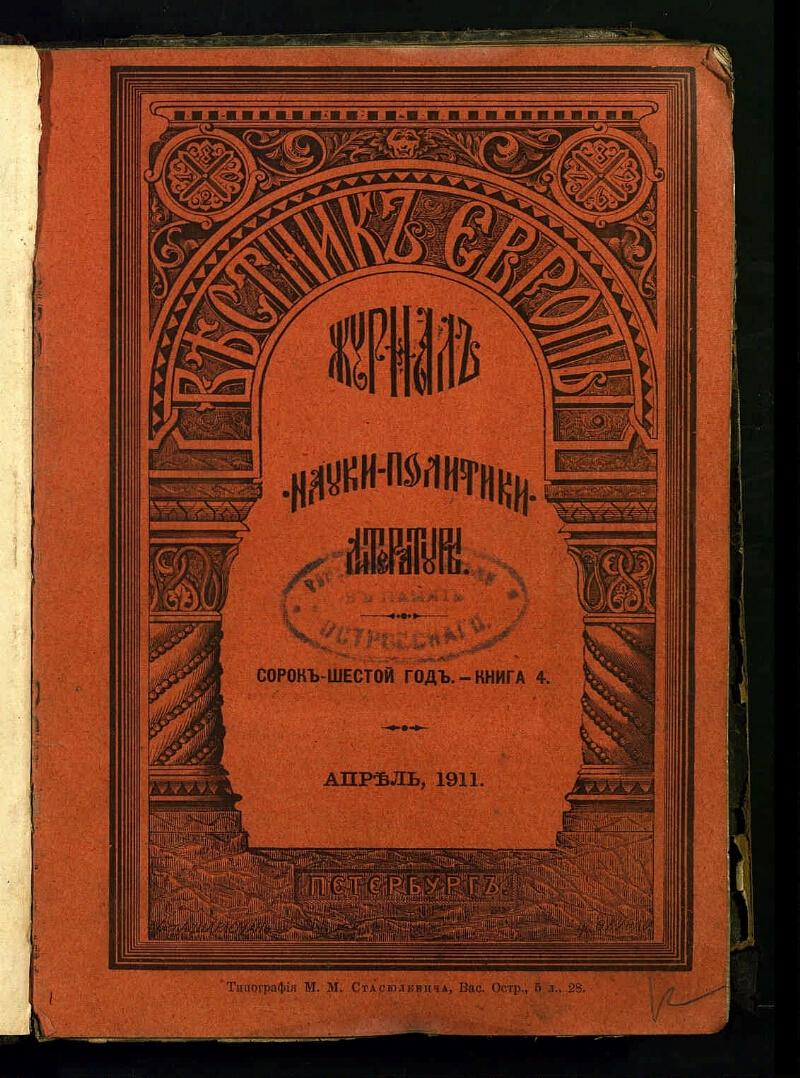 ВѢСТНИКЪ ЕВРОПЫ
ЖУРНАЛЪ
НАУКИ-ПОЛИТИКИ
ЛИТЕРАТУРЫ.
ВЪ ПАМЯТЬ
ОСТРОВСКАГО.
СОРОКЪ-ШЕСТОЙ ГОДЪ. — КНИГА 4.
АПРѢЛЬ, 1911.
ПЕТЕРБУРГЪ.
Типографія М. М. Стасюлевича, Вас. Остр., 5 л., 28.